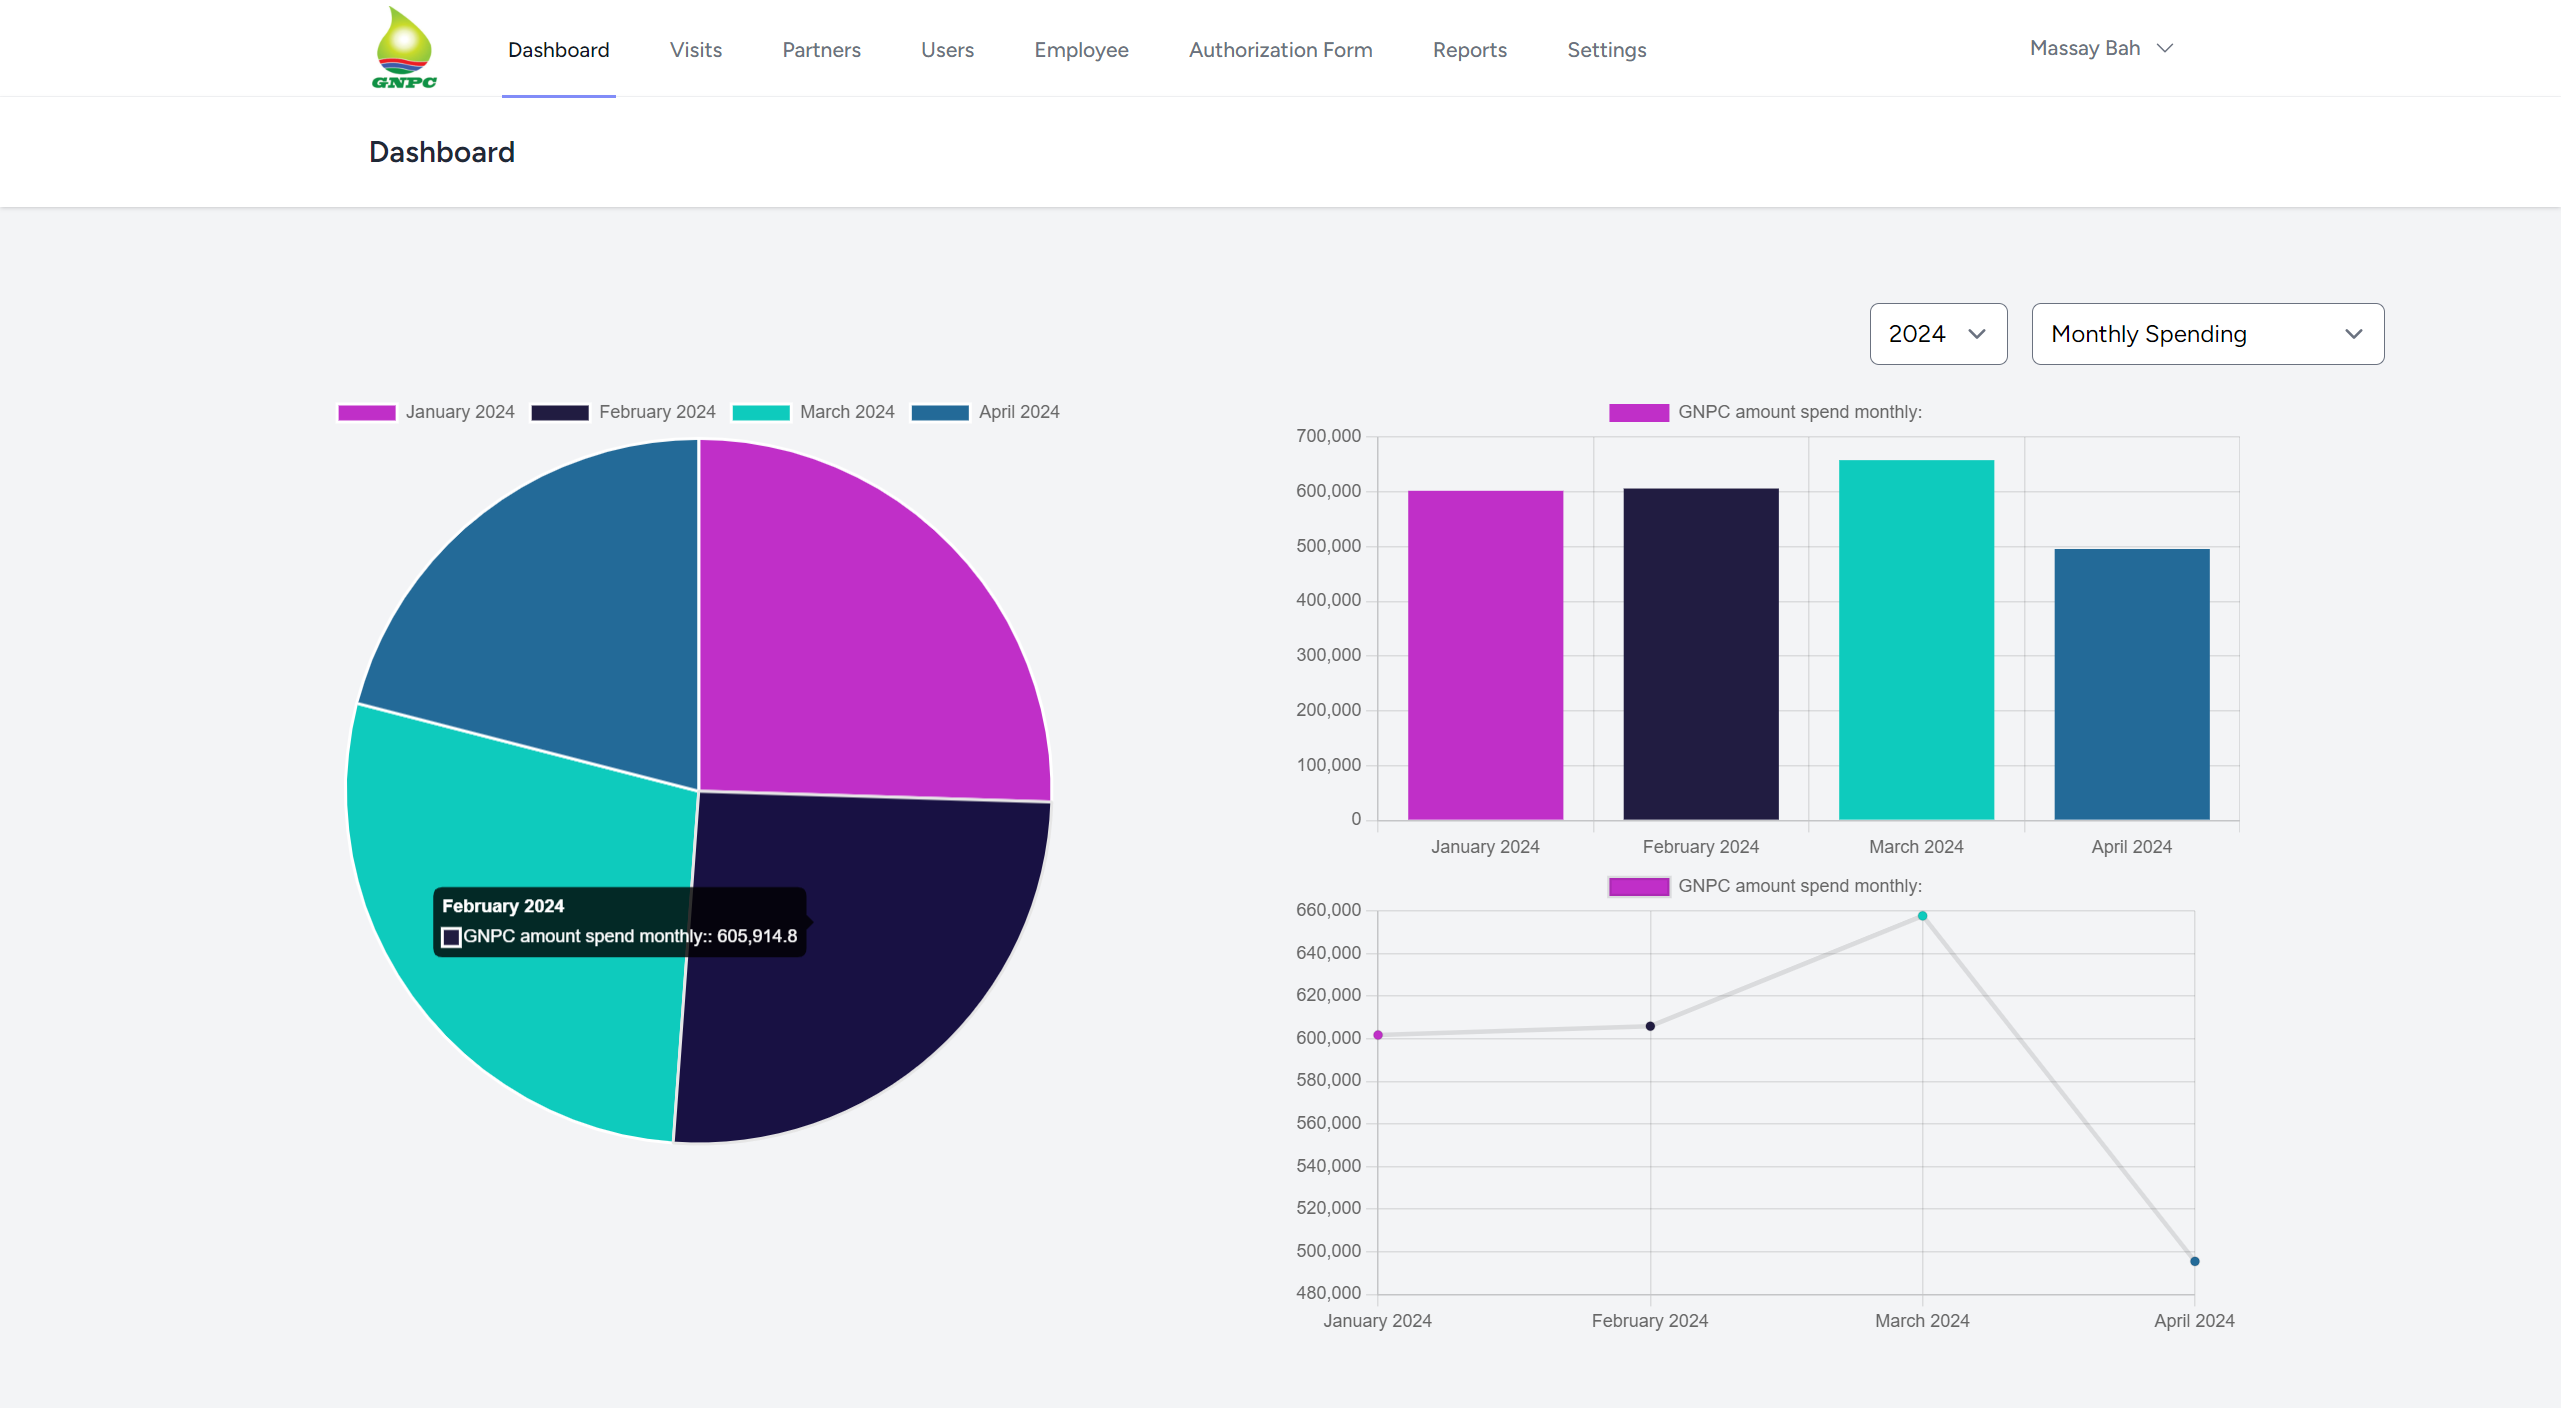 GNPC
Dashboard Visits Partners Users Employee Authorization Form Reports Settings Massay Bah
Dashboard
2024 Monthly Spending
January 2024 February 2024 March 2024 April 2024
February 2024
GNPC amount spend monthly:: 605,914.8
GNPC amount spend monthly:
700,000
600,000
500,000
400,000
300,000
200,000
100,000
0
January 2024 February 2024 March 2024 April 2024
GNPC amount spend monthly:
660,000
640,000
620,000
600,000
580,000
560,000
540,000
520,000
500,000
480,000
January 2024 February 2024 March 2024 April 2024